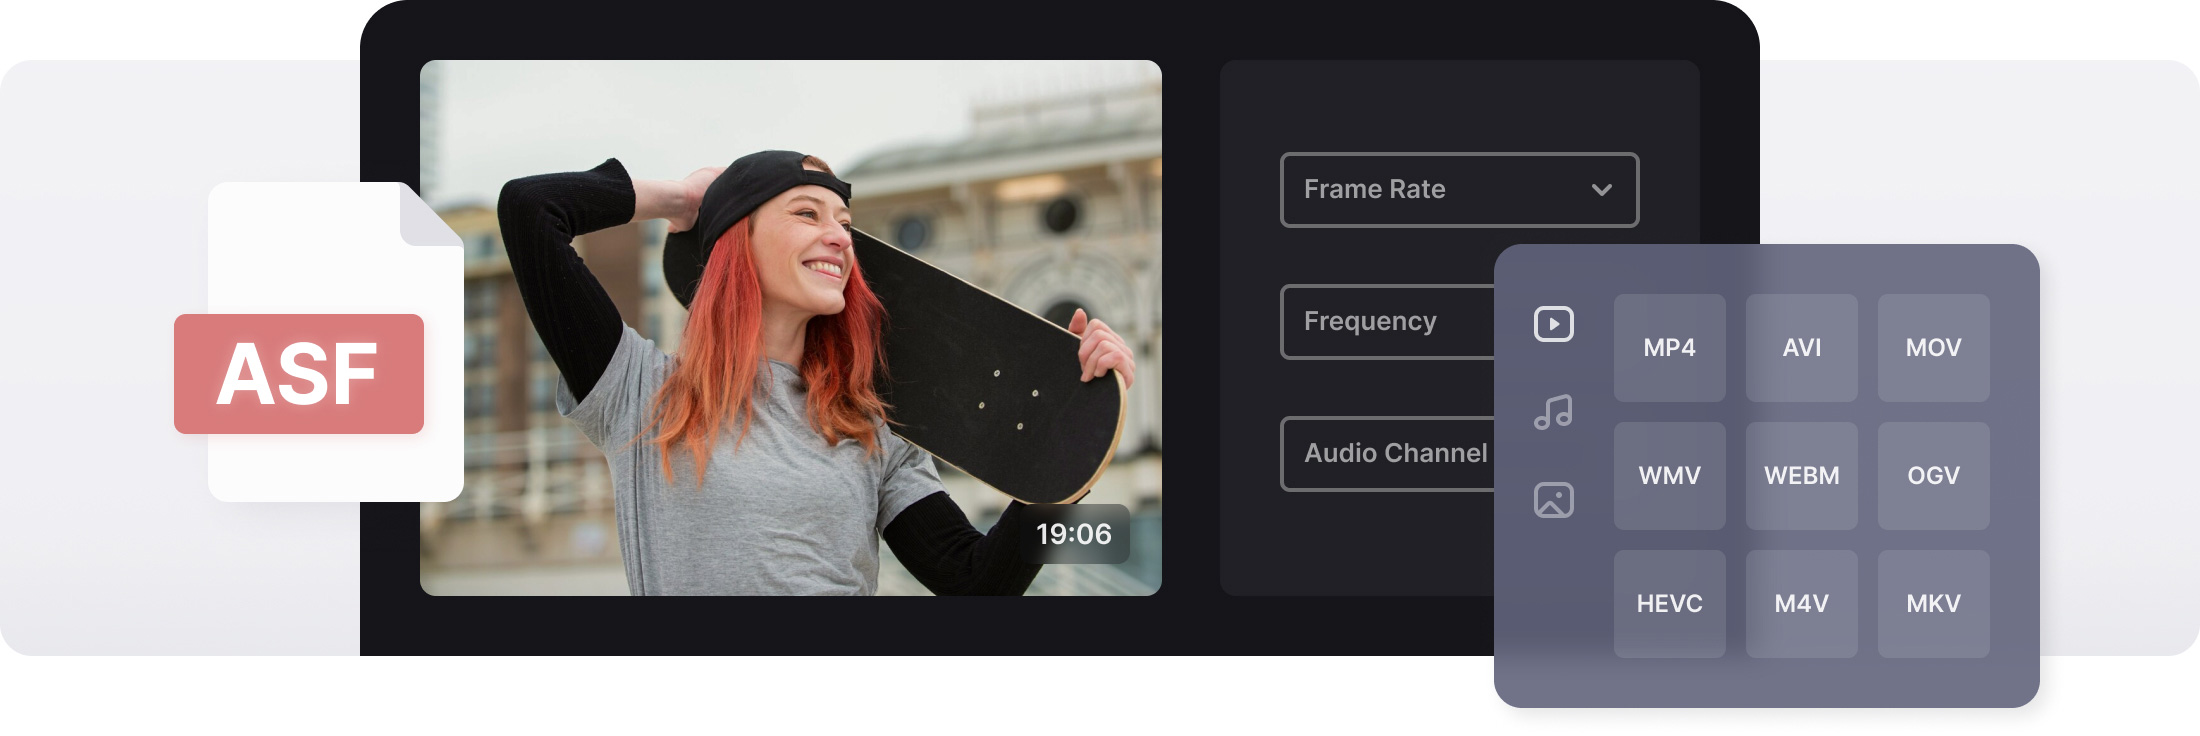 ASF
19:06
Frame Rate
Frequency
Audio Channel
MP4 AVI MOV
WMV WEBM OGV
HEVC M4V MKV